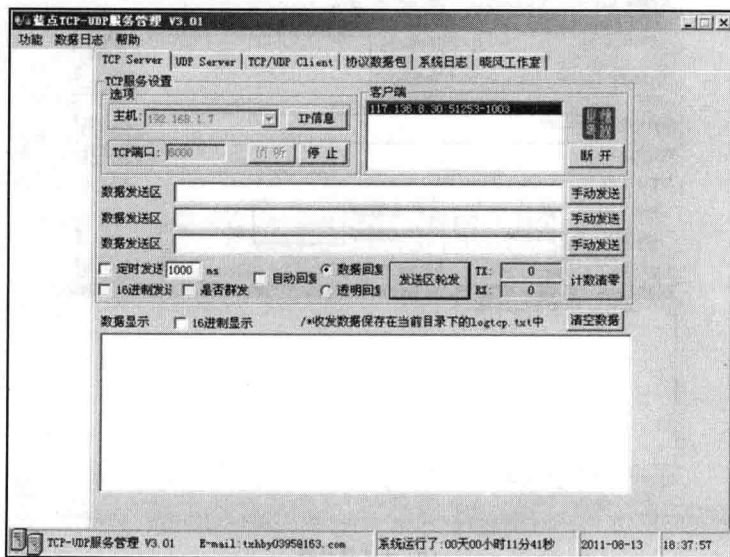 蓝点TCP-UDP服务管理 V3.01
功能 数据日志 帮助
TCP Server UDP Server TCP/UDP Client 协议数据包 系统日志 晓风工作室
TCP服务设置
选项
主机: 192.168.1.7 IP信息
TCP端口: 6000 侦听 停止
客户端
117.136.8.30:51253-1003
断开
数据发送区 手动发送
数据发送区 手动发送
数据发送区 手动发送
定时发送 1000 ms 自动回复 数据回复 发送区轮发 TX: 0 计数清零
16进制发送 是否群发 透明回复 RX: 0
数据显示 16进制显示 /*收发数据保存在当前目录下的logtcp.txt中 清空数据
TCP-UDP服务管理 V3.01 E-mail:txhby0395@163.com 系统运行了:00天00小时11分41秒 2011-08-13 18:37:57